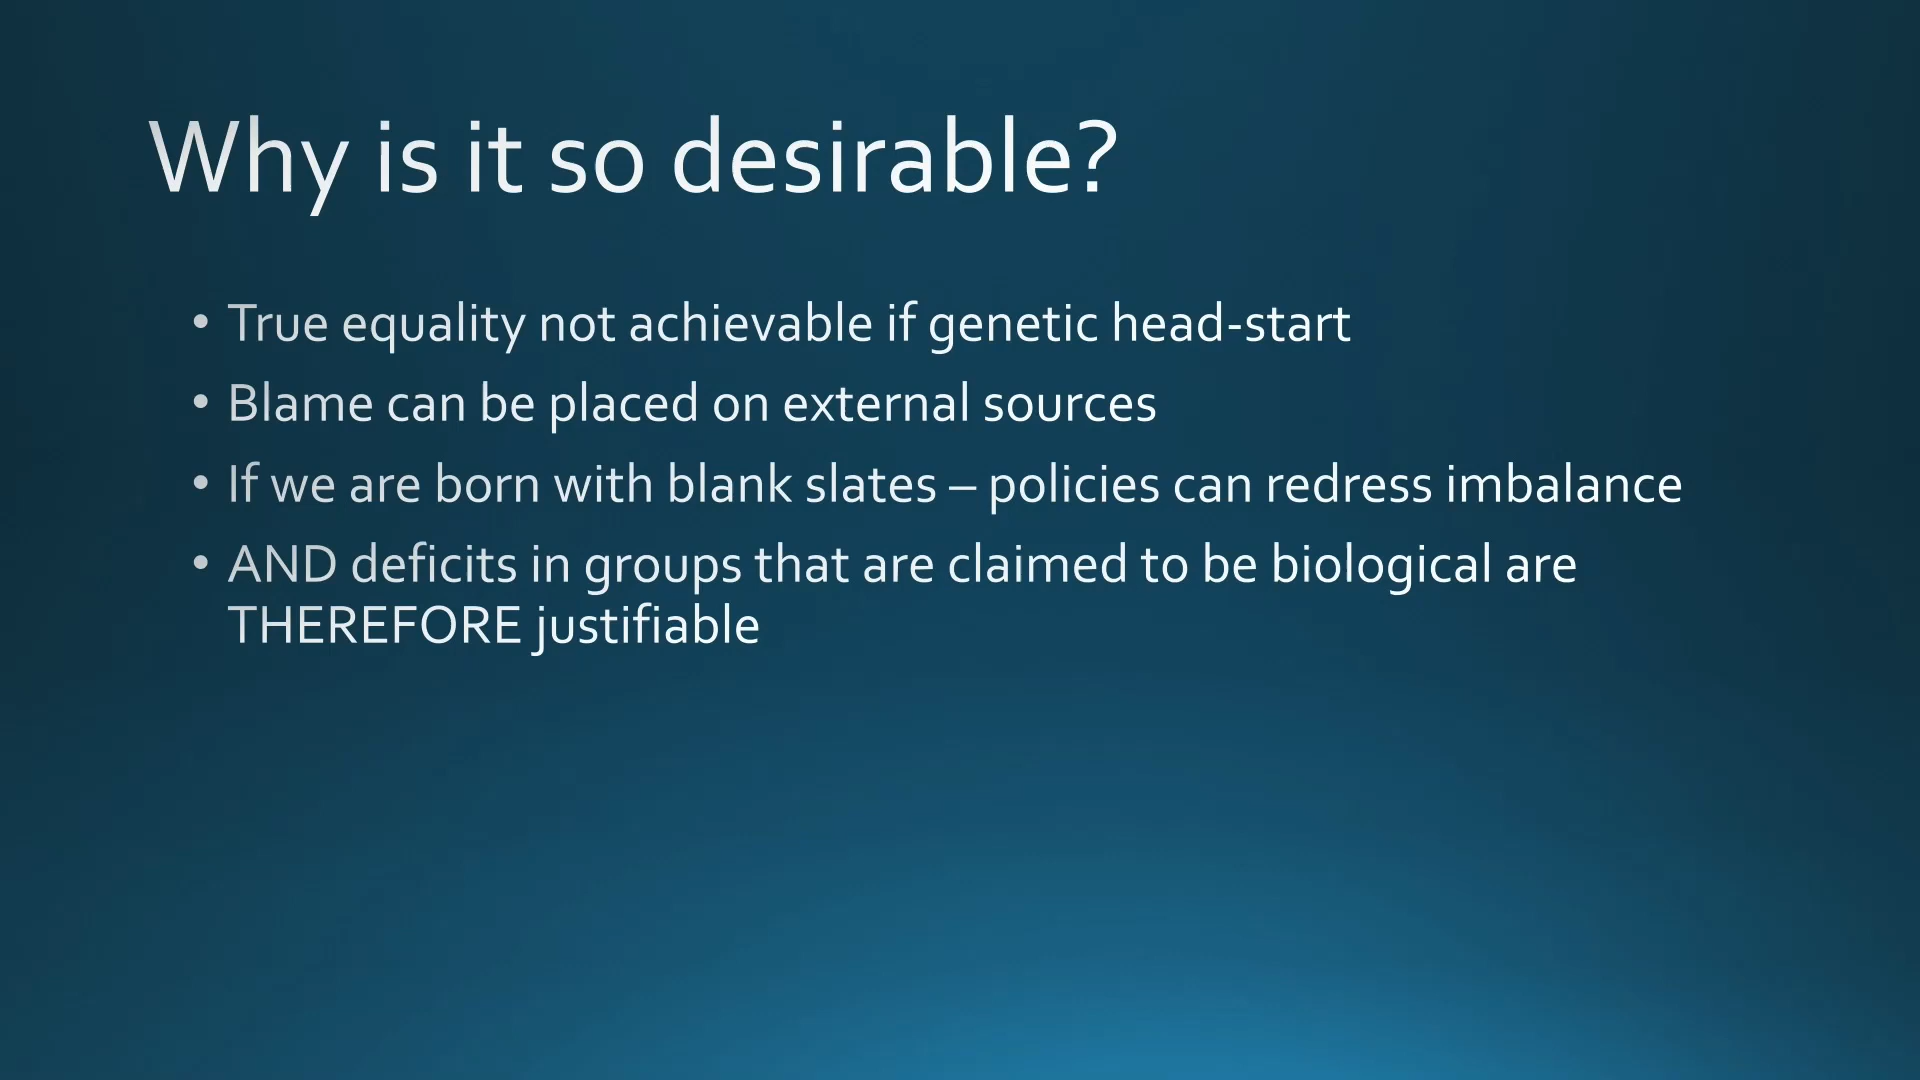 Why is it so desirable?
• True equality not achievable if genetic head-start
• Blame can be placed on external sources
• If we are born with blank slates – policies can redress imbalance
• AND deficits in groups that are claimed to be biological are
THEREFORE justifiable